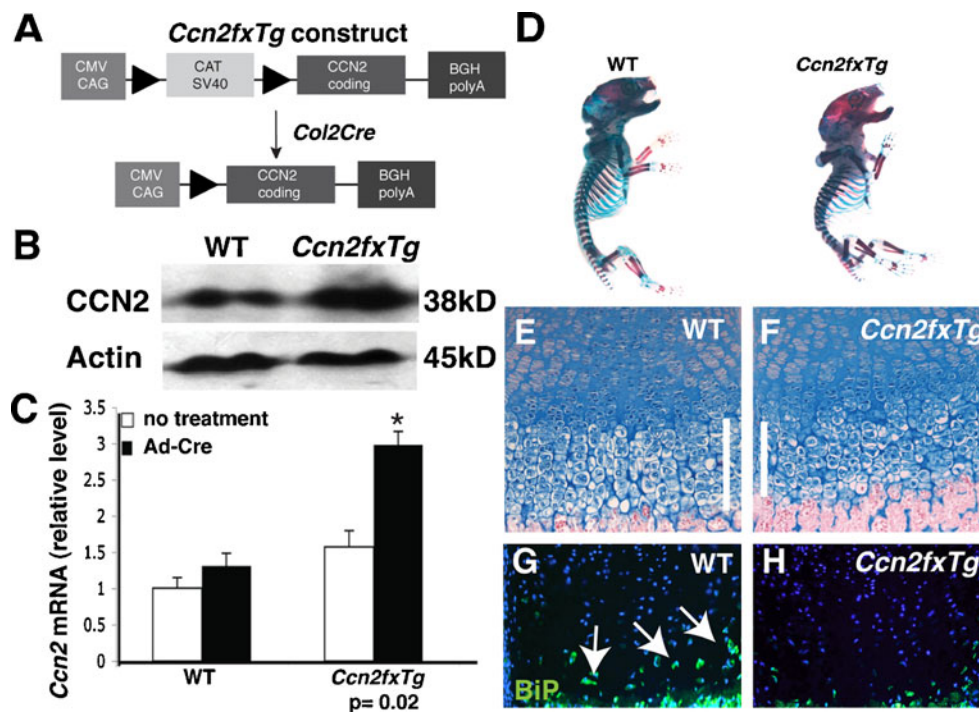 A
Ccn2fxTg construct
CMV
CAG
CAT
SV40
CCN2
coding
BGH
polyA
Col2Cre
CMV
CAG
CCN2
coding
BGH
polyA
B
WT
Ccn2fxTg
CCN2
38kD
Actin
45kD
C
Ccn2 mRNA (relative level)
3.5
3
2.5
2
1.5
1
0.5
0
no treatment
Ad-Cre
*
WT
Ccn2fxTg
p= 0.02
D
WT
Ccn2fxTg
E
WT
F
Ccn2fxTg
G
WT
BiP
H
Ccn2fxTg